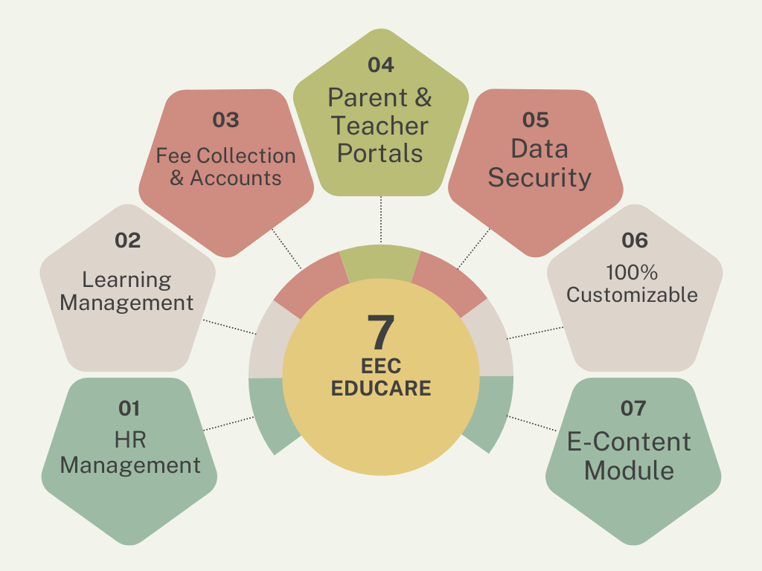 01
HR
Management
02
Learning
Management
03
Fee Collection
& Accounts
04
Parent &
Teacher
Portals
05
Data
Security
06
100%
Customizable
07
E-Content
Module
7
EEC
EDUCARE